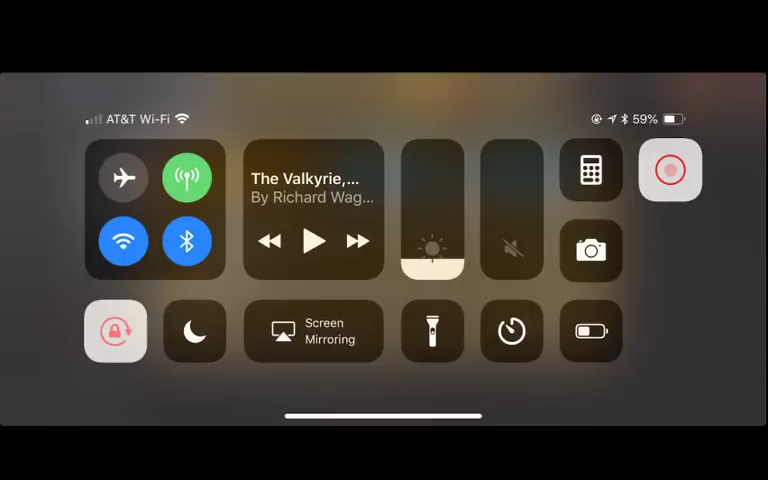 AT&T Wi-Fi
59%
The Valkyrie,...
By Richard Wag...
Screen
Mirroring